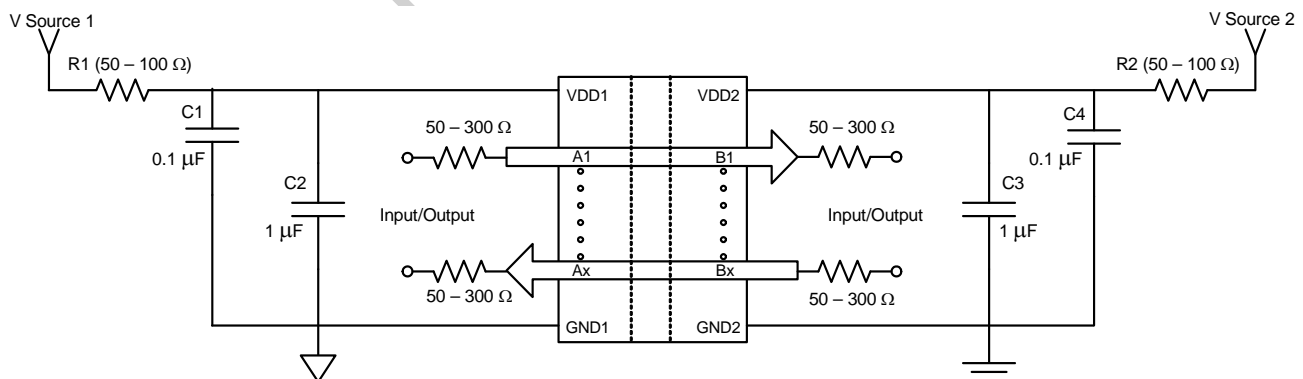 V Source 1
V Source 2
R1 (50 – 100 Ω)
R2 (50 – 100 Ω)
C1
0.1 μF
C2
1 μF
50 – 300 Ω
Input/Output
50 – 300 Ω
VDD1
VDD2
A1
B1
Ax
Bx
GND1
GND2
50 – 300 Ω
Input/Output
50 – 300 Ω
C4
0.1 μF
C3
1 μF